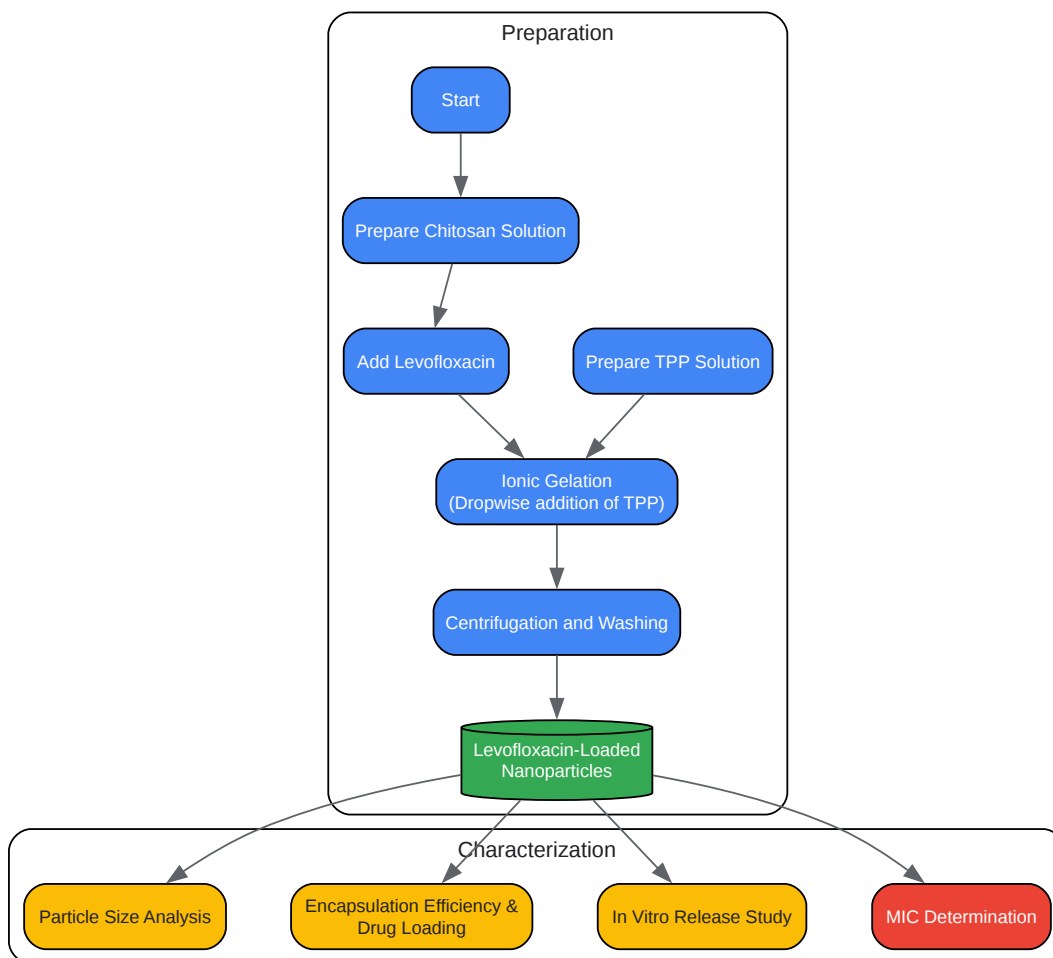 Preparation
Start
Prepare Chitosan Solution
Add Levofloxacin
Prepare TPP Solution
Ionic Gelation
(Dropwise addition of TPP)
Centrifugation and Washing
Levofloxacin-Loaded
Nanoparticles
Characterization
Particle Size Analysis
Encapsulation Efficiency &
Drug Loading
In Vitro Release Study
MIC Determination